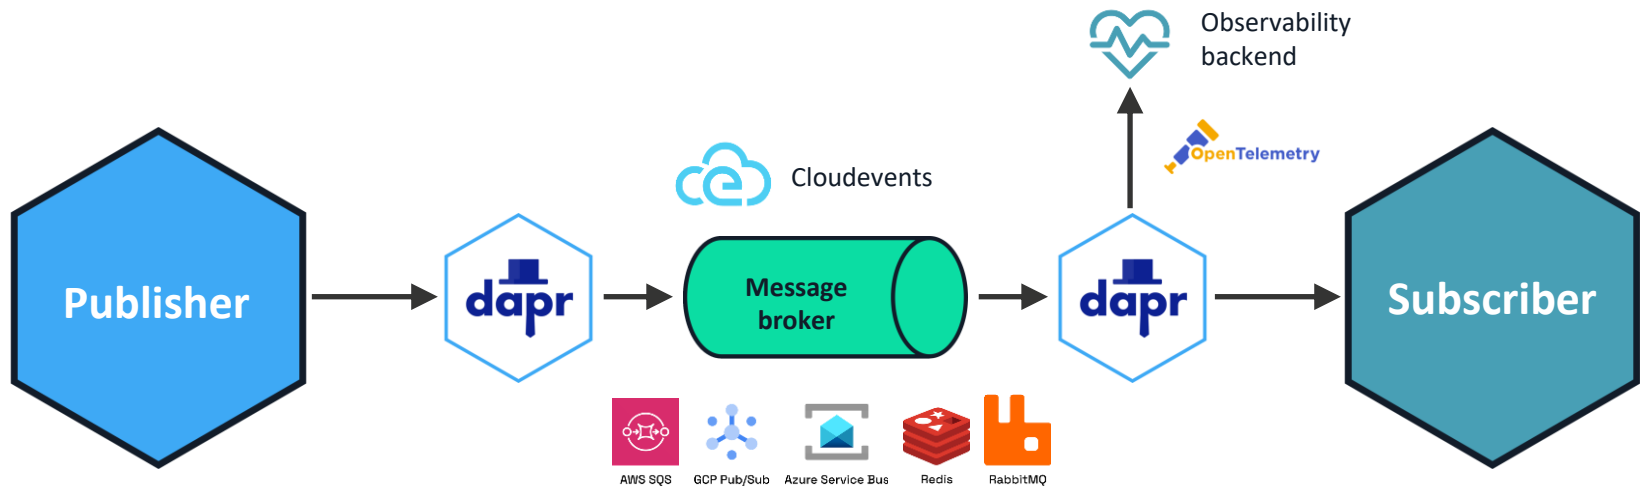 Observability
backend
OpenTelemetry
Cloudevents
Publisher
dapr
Message
broker
dapr
Subscriber
AWS SQS
GCP Pub/Sub
Azure Service Bus
Redis
RabbitMQ